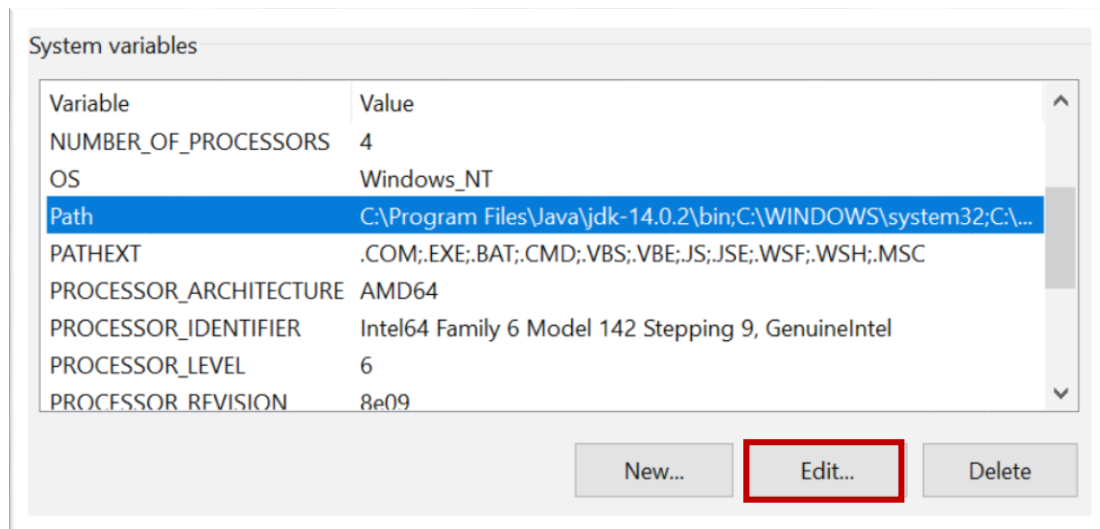 System variables
Variable Value
NUMBER_OF_PROCESSORS 4
OS Windows_NT
Path C:\Program Files\Java\jdk-14.0.2\bin;C:\WINDOWS\system32;C:\...
PATHEXT .COM;.EXE;.BAT;.CMD;.VBS;.VBE;.JS;.JSE;.WSF;.WSH;.MSC
PROCESSOR_ARCHITECTURE AMD64
PROCESSOR_IDENTIFIER Intel64 Family 6 Model 142 Stepping 9, GenuineIntel
PROCESSOR_LEVEL 6
PROCESSOR_REVISION 8e09
New... Edit... Delete